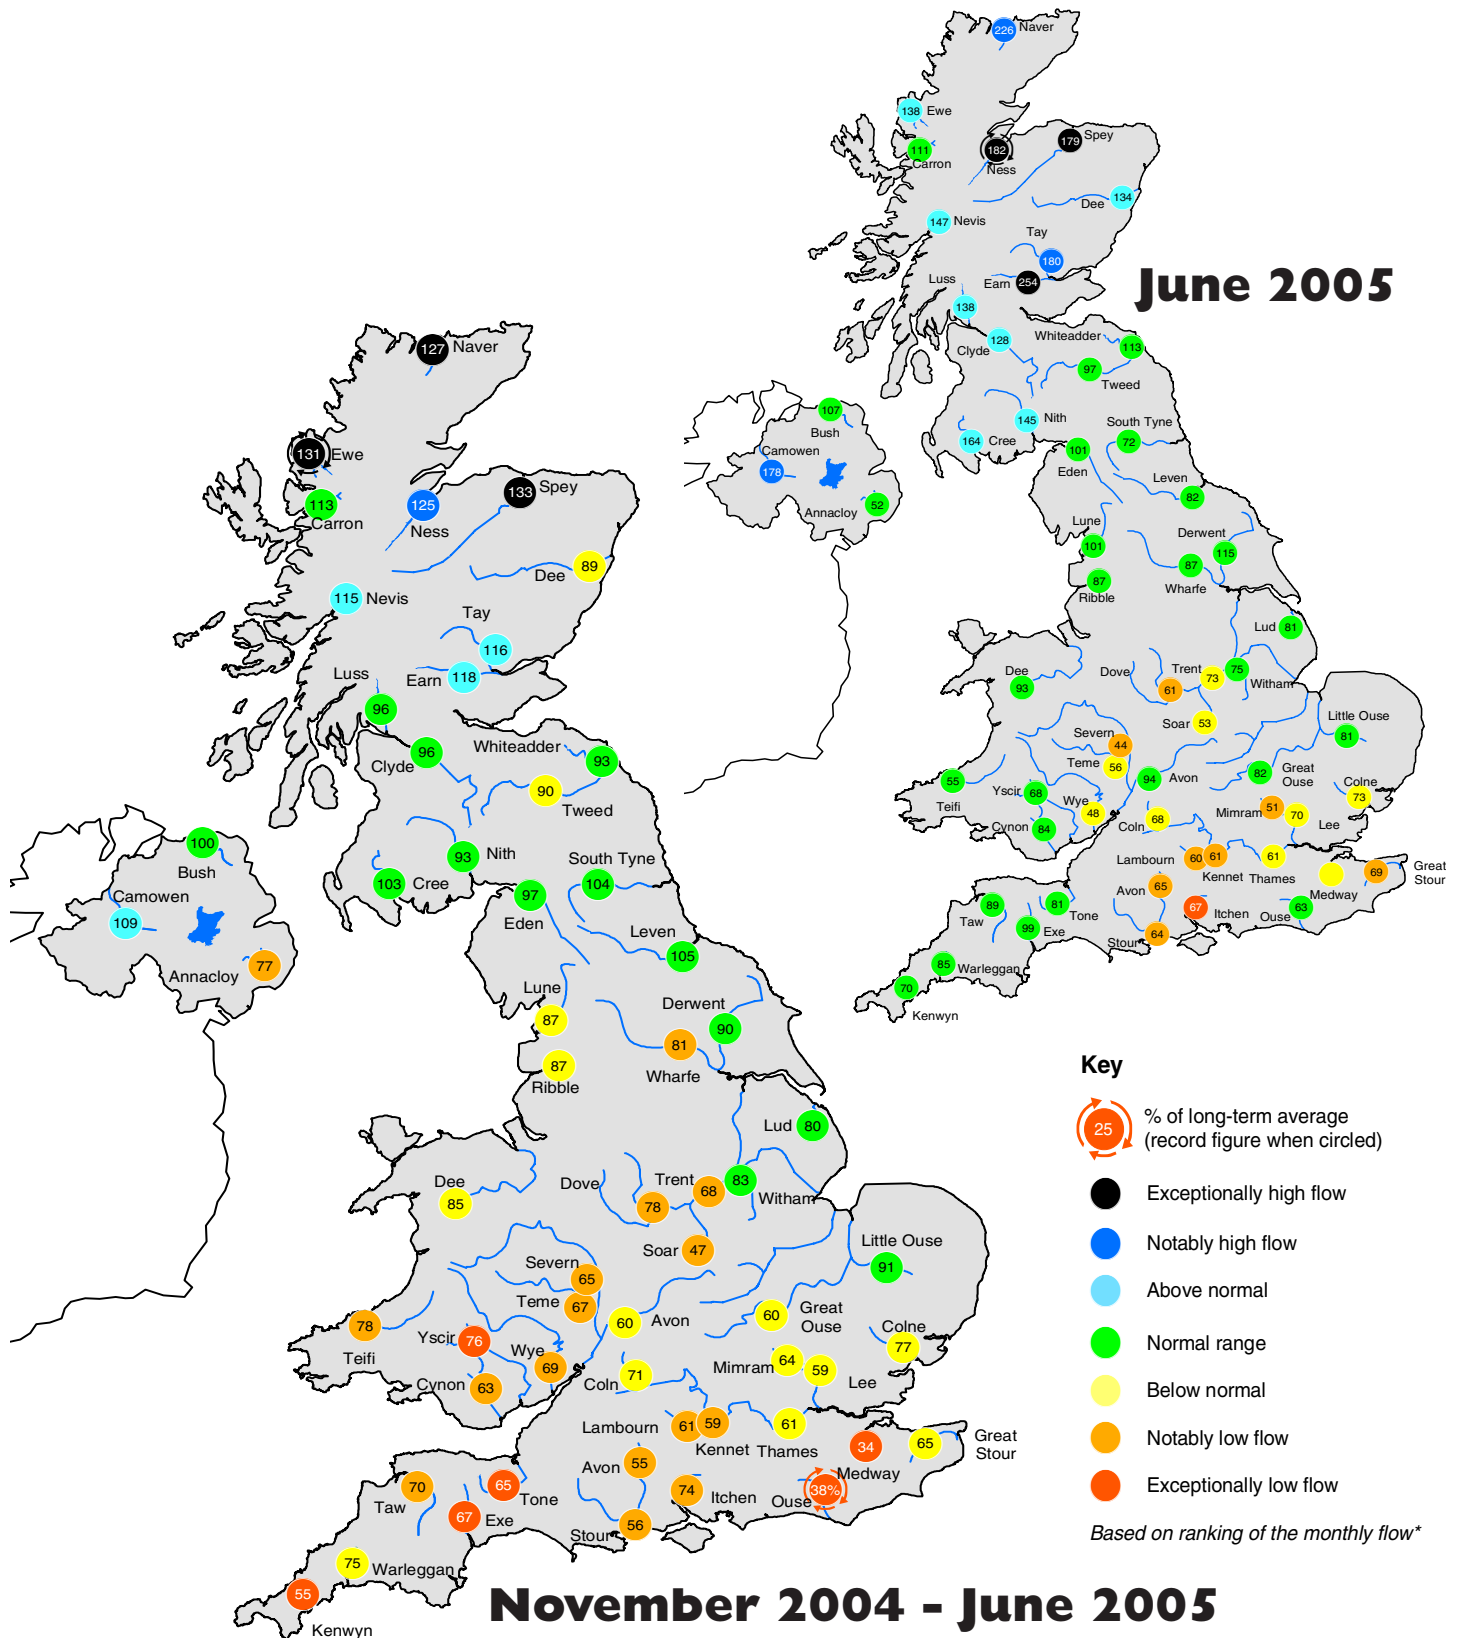 226 Naver
138 Ewe
111
Carron
182
Ness
179 Spey
134
Dee
147 Nevis
Tay
180
Earn 254
Luss
138
June 2005
128
Clyde
Whiteadder
113
97
Tweed
145 Nith
164 Cree
South Tyne
72
107
Bush
Camowen
178
Annacloy 52
101
Eden
Leven
82
Lune
101
Derwent
115
87
Wharfe
87
Ribble
Lud 81
Dee
93
Dove
61
Trent
73
75
Witham
Soar 53
Little Ouse
81
Severn
44
Teme 56
94 Avon
82 Great
Ouse
Colne
73
55
Teifi
Yscir 68
Wye
48
Cynon 84
Coln 68
Mimram 51
70
Lee
Lambourn 60 61
Kennet
61
Thames
Medway
69
Great
Stour
Avon 65
67
Itchen
Ouse 63
Stour 64
89
Taw
81
Tone
99
Exe
85
Warleggan
70
Kenwyn
127 Naver
131 Ewe
113
Carron
125
Ness
133 Spey
Dee 89
115 Nevis
Tay
116
Earn 118
Luss
96
96
Clyde
Whiteadder
93
90
Tweed
93 Nith
103 Cree
South Tyne
104
100
Bush
Camowen
109
Annacloy 77
97
Eden
Leven
105
Lune
87
Derwent
90
81
Wharfe
87
Ribble
Lud 80
Dee
85
Dove
78
Trent
68
83
Witham
Soar 47
Little Ouse
91
Severn
65
Teme 67
60 Avon
60 Great
Ouse
Colne
77
78
Teifi
Yscir 76
Wye
69
Cynon 63
Coln 71
Mimram 64
59
Lee
Lambourn 61 59
Kennet
61
Thames
34
Medway
65
Great
Stour
Avon 55
74
Itchen
Ouse 38%
Stour 56
70
Taw
65
Tone
67
Exe
75
Warleggan
55
Kenwyn
November 2004 - June 2005
Key
25
% of long-term average
(record figure when circled)
Exceptionally high flow
Notably high flow
Above normal
Normal range
Below normal
Notably low flow
Exceptionally low flow
Based on ranking of the monthly flow*